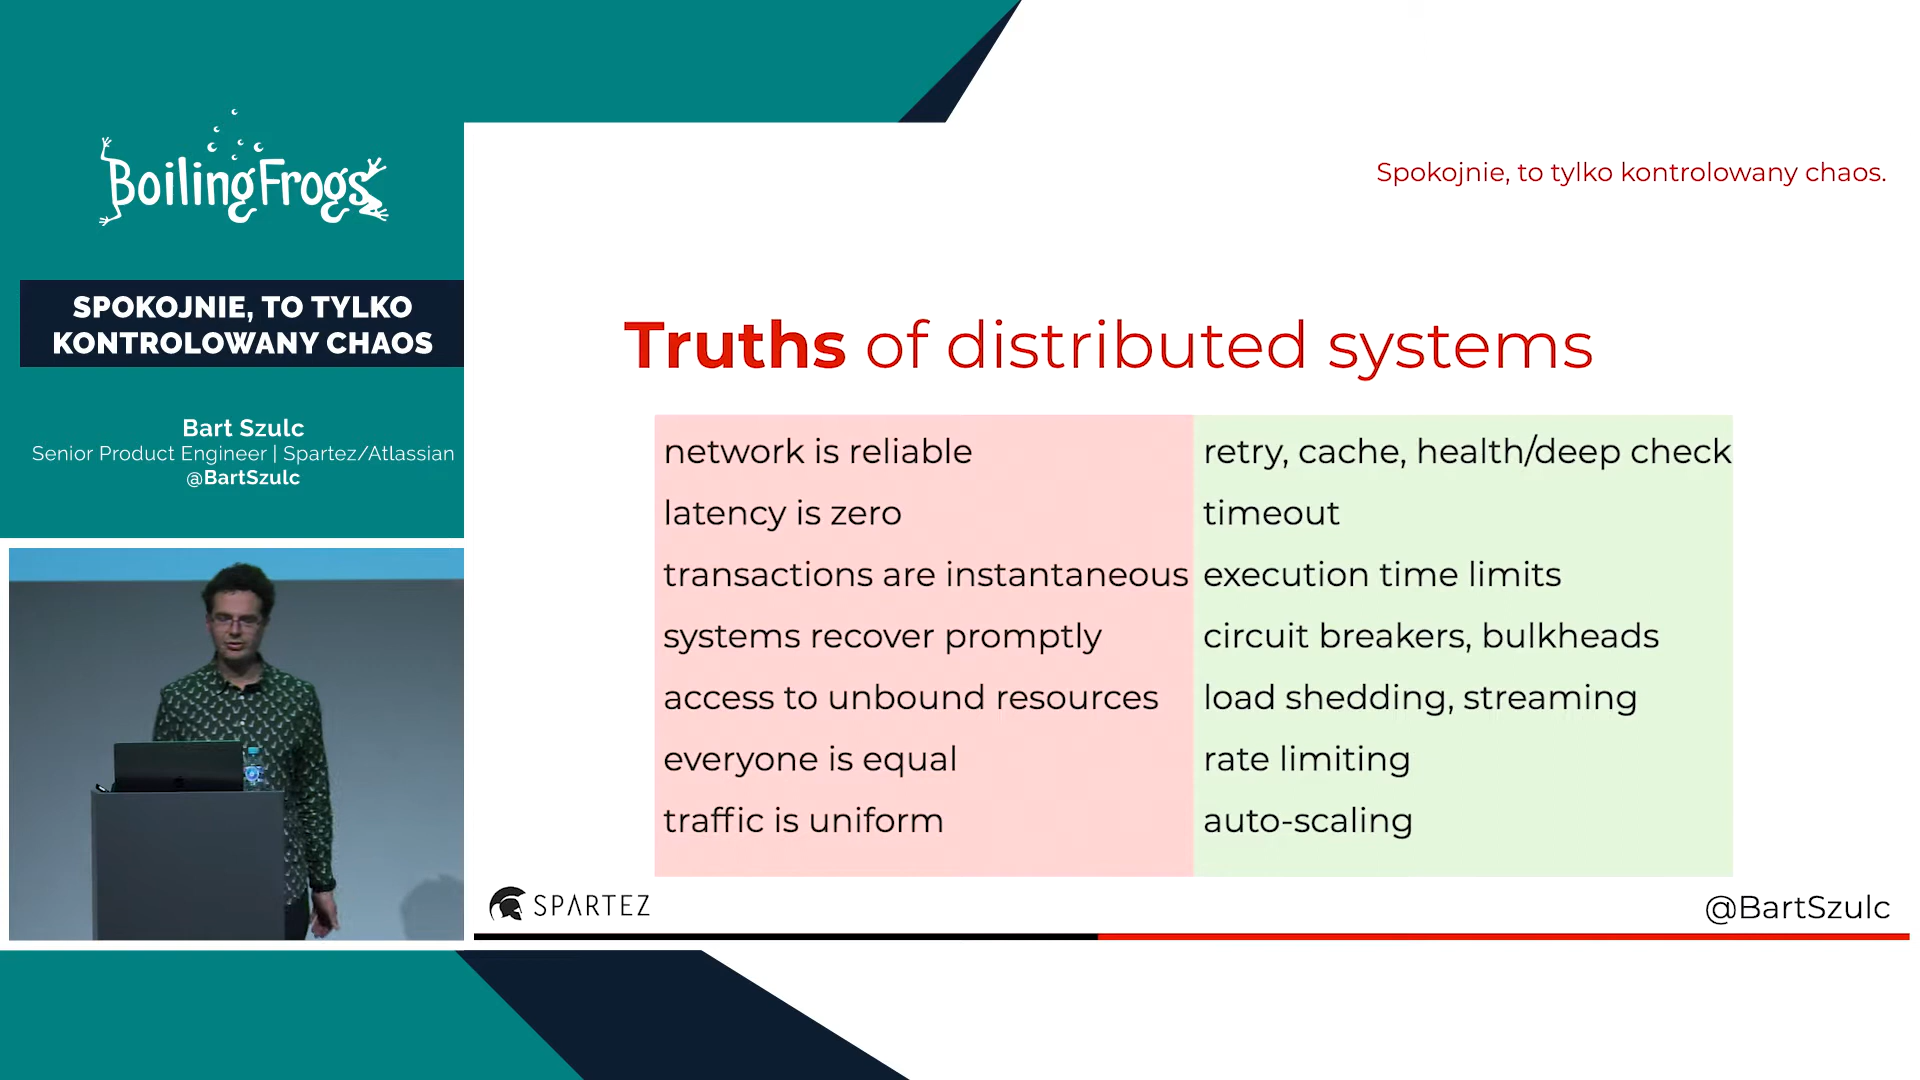 BoilingFrogs
SPOKOJNIE, TO TYLKO
KONTROLOWANY CHAOS
Bart Szulc
Senior Product Engineer | Spartez/Atlassian
@BartSzulc
Spokojnie, to tylko kontrolowany chaos.
Truths of distributed systems
network is reliable retry, cache, health/deep check
latency is zero timeout
transactions are instantaneous execution time limits
systems recover promptly circuit breakers, bulkheads
access to unbound resources load shedding, streaming
everyone is equal rate limiting
traffic is uniform auto-scaling
SPARTEZ
@BartSzulc